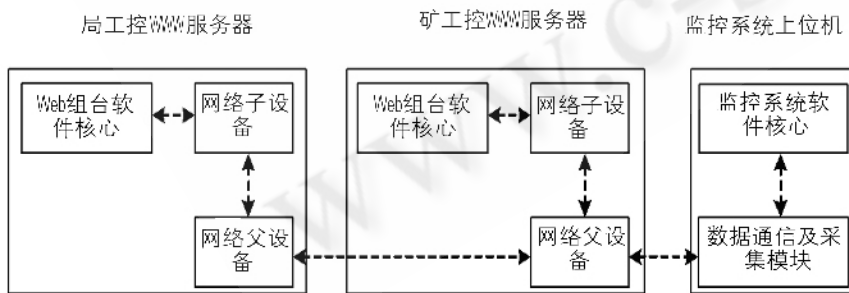 局工控WWW服务器
矿工控WWW服务器
监控系统上位机
Web组台软
件核心
网络子设
备
Web组台软
件核心
网络子设
备
监控系统软
件核心
网络父设
备
网络父设
备
数据通信及采
集模块
www.c-s